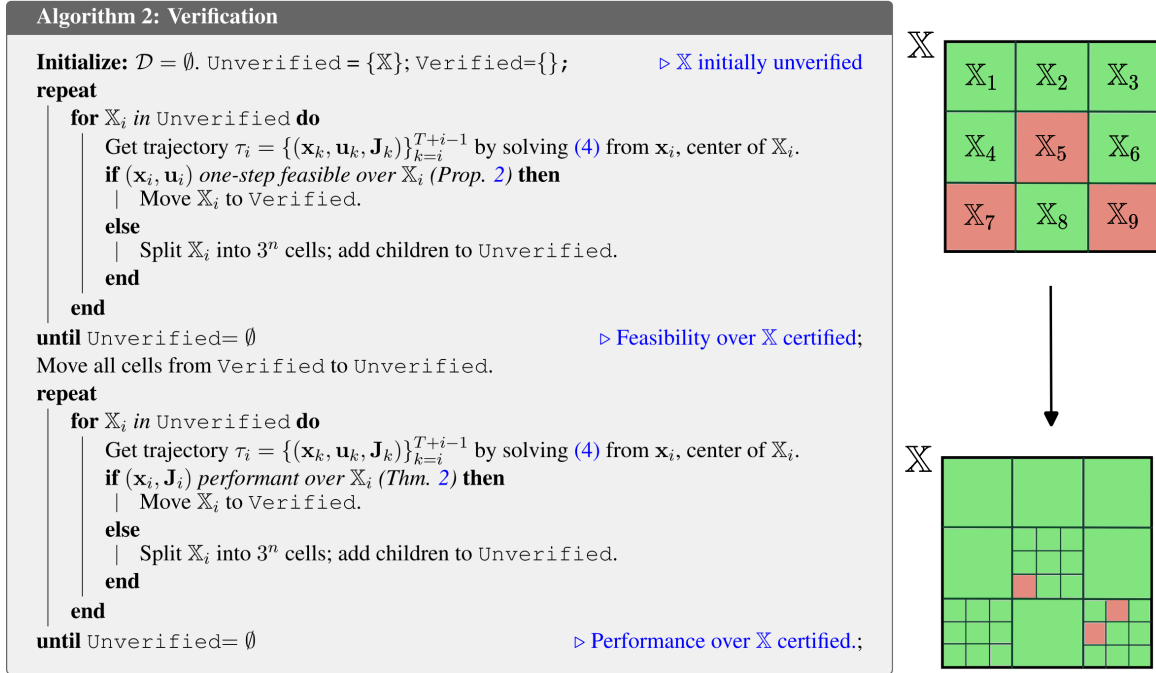 Algorithm 2: Verification
Initialize: 𝒟 = ∅. Unverified = {𝕏}; Verified={}; ▷ 𝕏 initially unverified
repeat
for 𝕏ᵢ in Unverified do
Get trajectory τᵢ = {(𝐱ₖ, 𝐮ₖ, 𝐉ₖ)}_{k=i}^{T+i−1} by solving (4) from 𝐱ᵢ, center of 𝕏ᵢ.
if (𝐱ᵢ, 𝐮ᵢ) one-step feasible over 𝕏ᵢ (Prop. 2) then
Move 𝕏ᵢ to Verified.
else
Split 𝕏ᵢ into 3ⁿ cells; add children to Unverified.
end
end
until Unverified= ∅ ▷ Feasibility over 𝕏 certified;
Move all cells from Verified to Unverified.
repeat
for 𝕏ᵢ in Unverified do
Get trajectory τᵢ = {(𝐱ₖ, 𝐮ₖ, 𝐉ₖ)}_{k=i}^{T+i−1} by solving (4) from 𝐱ᵢ, center of 𝕏ᵢ.
if (𝐱ᵢ, 𝐉ᵢ) performant over 𝕏ᵢ (Thm. 2) then
Move 𝕏ᵢ to Verified.
else
Split 𝕏ᵢ into 3ⁿ cells; add children to Unverified.
end
end
until Unverified= ∅ ▷ Performance over 𝕏 certified.;
𝕏
𝕏₁ 𝕏₂ 𝕏₃
𝕏₄ 𝕏₅ 𝕏₆
𝕏₇ 𝕏₈ 𝕏₉
𝕏